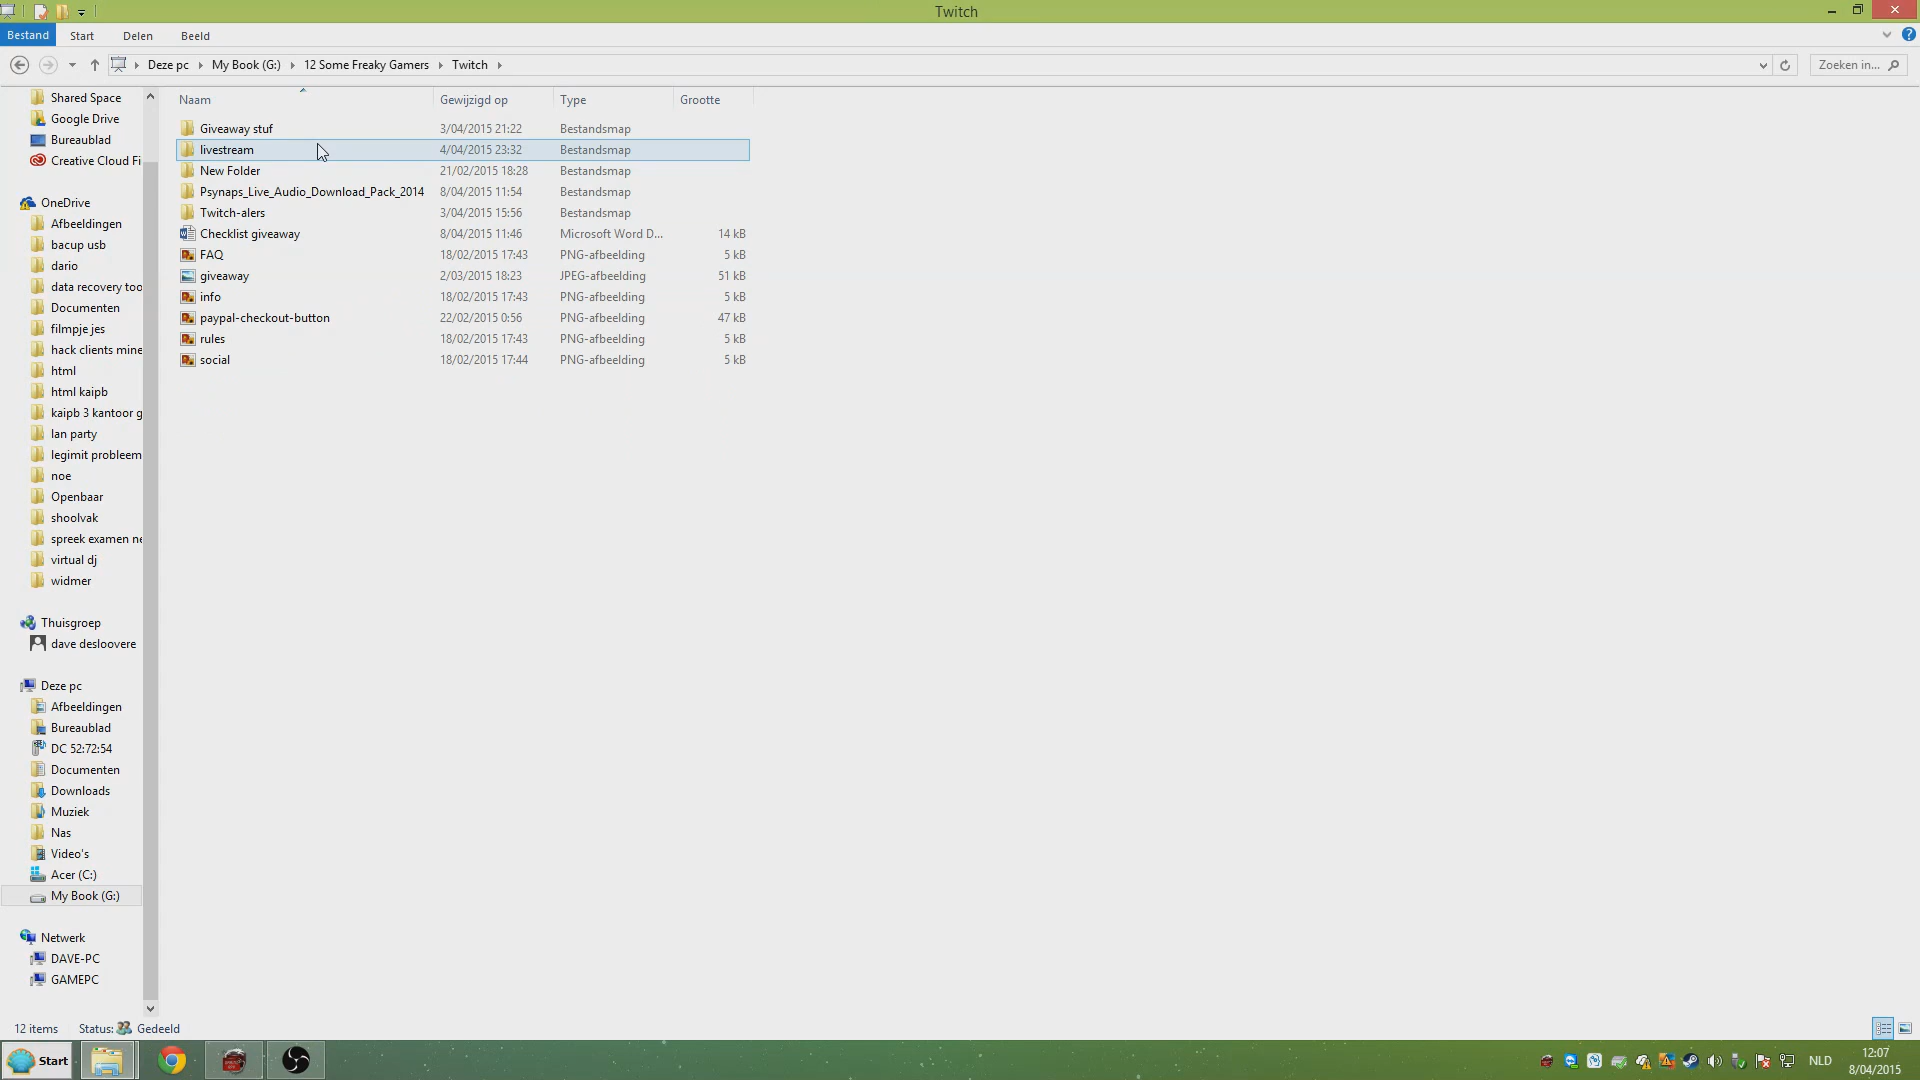 Twitch
Bestand Start Delen Beeld
Deze pc My Book (G:) 12 Some Freaky Gamers Twitch Zoeken in...
Naam Gewijzigd op Type Grootte
Giveaway stuf 3/04/2015 21:22 Bestandsmap
livestream 4/04/2015 23:32 Bestandsmap
New Folder 21/02/2015 18:28 Bestandsmap
Psynaps_Live_Audio_Download_Pack_2014 8/04/2015 11:54 Bestandsmap
Twitch-alers 3/04/2015 15:56 Bestandsmap
Checklist giveaway 8/04/2015 11:46 Microsoft Word D... 14 kB
FAQ 18/02/2015 17:43 PNG-afbeelding 5 kB
giveaway 2/03/2015 18:23 JPEG-afbeelding 51 kB
info 18/02/2015 17:43 PNG-afbeelding 5 kB
paypal-checkout-button 22/02/2015 0:56 PNG-afbeelding 47 kB
rules 18/02/2015 17:43 PNG-afbeelding 5 kB
social 18/02/2015 17:44 PNG-afbeelding 5 kB
Shared Space
Google Drive
Bureaublad
Creative Cloud Fi
OneDrive
Afbeeldingen
bacup usb
dario
data recovery too
Documenten
filmpje jes
hack clients mine
html
html kaipb
kaipb 3 kantoor g
lan party
legimit probleem
noe
Openbaar
shoolvak
spreek examen ne
virtual dj
widmer
Thuisgroep
dave desloovere
Deze pc
Afbeeldingen
Bureaublad
DC 52:72:54
Documenten
Downloads
Muziek
Nas
Video's
Acer (C:)
My Book (G:)
Netwerk
DAVE-PC
GAMEPC
12 items Status: Gedeeld
Start NLD 12:07
8/04/2015